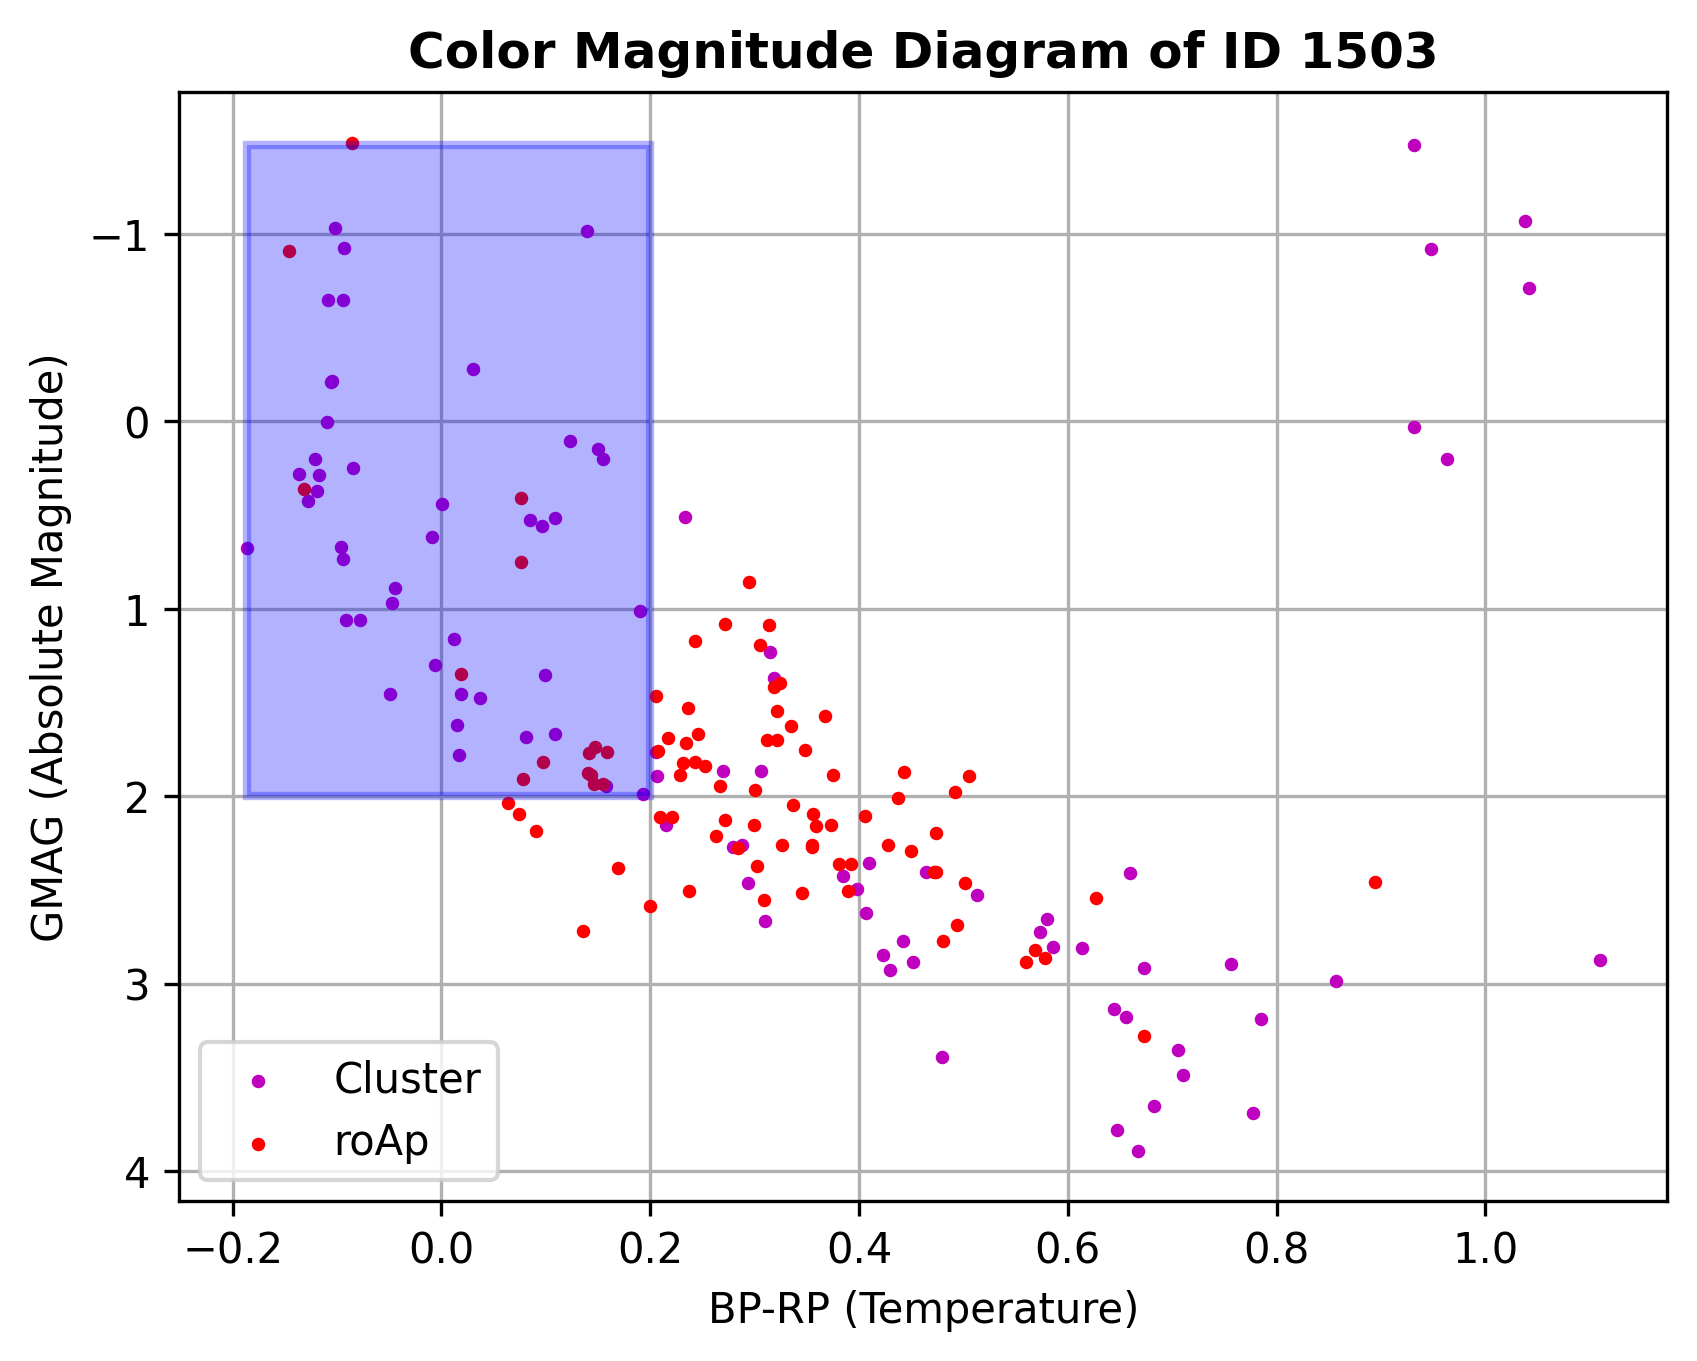 Color Magnitude Diagram of ID 1503
GMAG (Absolute Magnitude)
−1
0
1
2
3
4
Cluster
roAp
−0.2 0.0 0.2 0.4 0.6 0.8 1.0
BP-RP (Temperature)